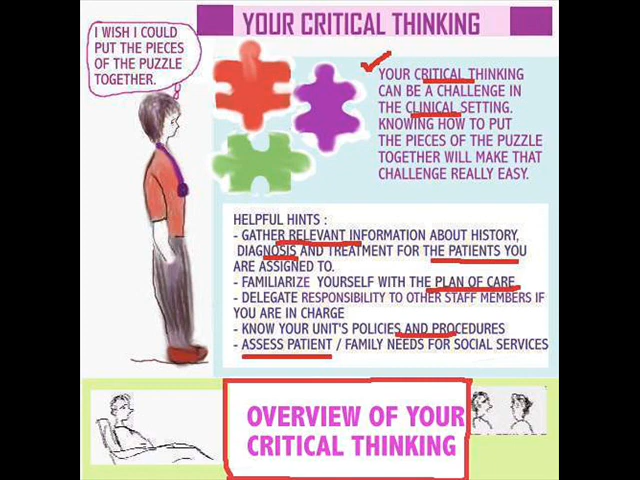 YOUR CRITICAL THINKING
I WISH I COULD
PUT THE PIECES
OF THE PUZZLE
TOGETHER.
YOUR CRITICAL THINKING
CAN BE A CHALLENGE IN
THE CLINICAL SETTING.
KNOWING HOW TO PUT
THE PIECES OF THE PUZZLE
TOGETHER WILL MAKE THAT
CHALLENGE REALLY EASY.
HELPFUL HINTS :
- GATHER RELEVANT INFORMATION ABOUT HISTORY,
DIAGNOSIS AND TREATMENT FOR THE PATIENTS YOU
ARE ASSIGNED TO.
- FAMILIARIZE YOURSELF WITH THE PLAN OF CARE
- DELEGATE RESPONSIBILITY TO OTHER STAFF MEMBERS IF
YOU ARE IN CHARGE
- KNOW YOUR UNIT'S POLICIES AND PROCEDURES
- ASSESS PATIENT / FAMILY NEEDS FOR SOCIAL SERVICES
OVERVIEW OF YOUR
CRITICAL THINKING